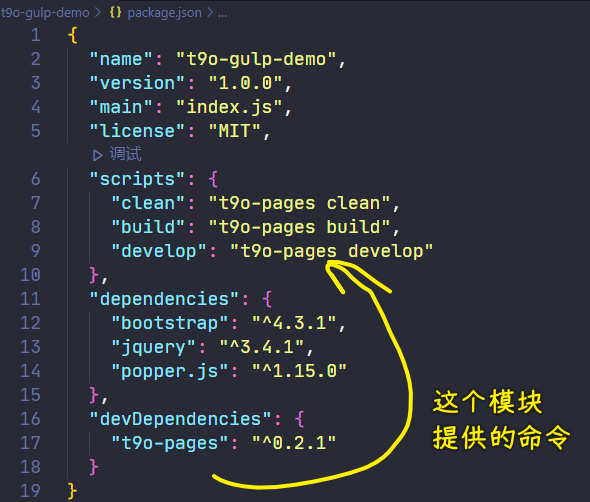 t9o-gulp-demo > {} package.json > ...
1 {
2 "name": "t9o-gulp-demo",
3 "version": "1.0.0",
4 "main": "index.js",
5 "license": "MIT",
▷ 调试
6 "scripts": {
7 "clean": "t9o-pages clean",
8 "build": "t9o-pages build",
9 "develop": "t9o-pages develop"
10 },
11 "dependencies": {
12 "bootstrap": "^4.3.1",
13 "jquery": "^3.4.1",
14 "popper.js": "^1.15.0"
15 },
16 "devDependencies": {
17 "t9o-pages": "^0.2.1"
18 }
19 }
这个模块
提供的命令